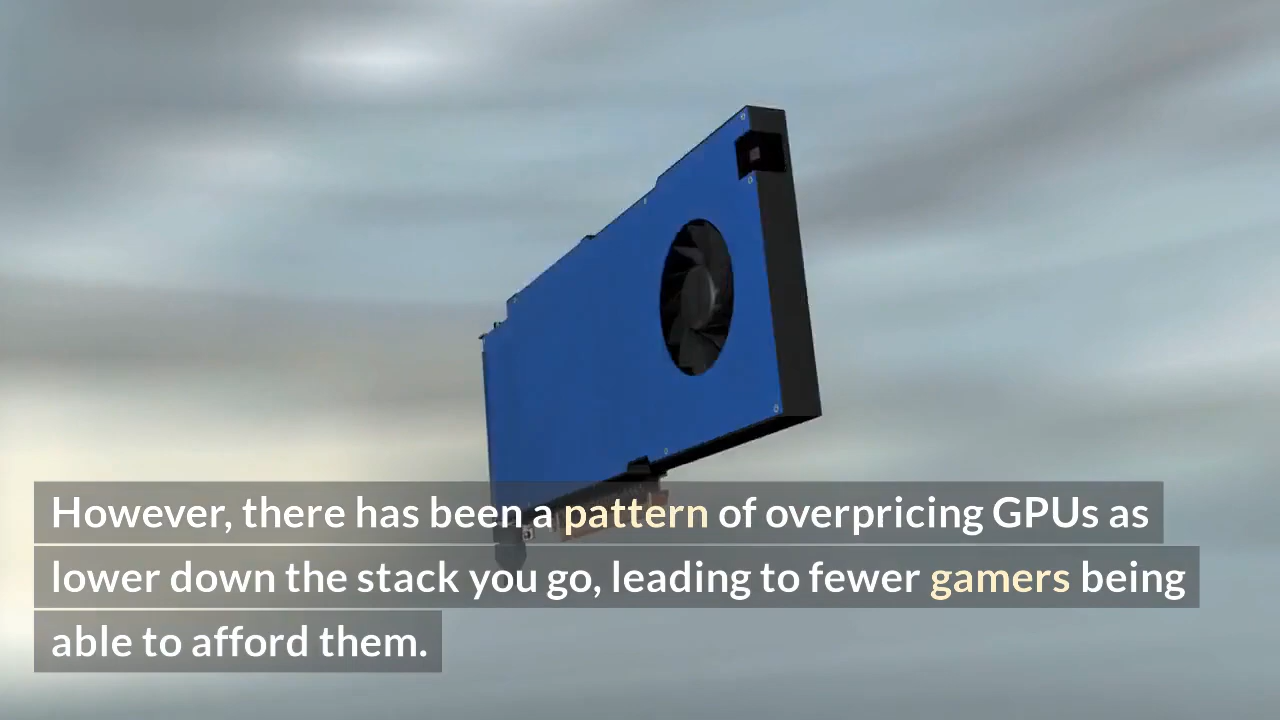 However, there has been a pattern of overpricing GPUs as
lower down the stack you go, leading to fewer gamers being
able to afford them.